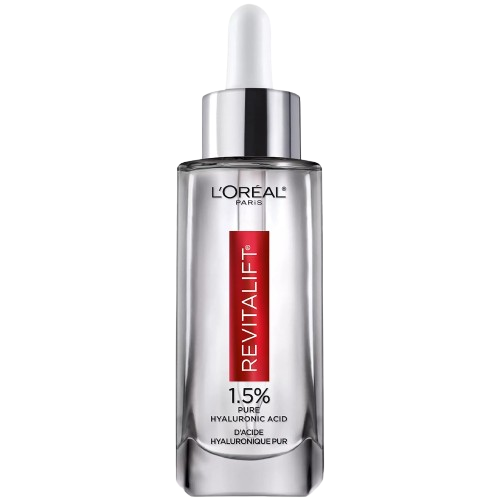 L'ORÉAL®
PARIS
REVITALIFT®
1.5%
PURE
HYALURONIC ACID
D'ACIDE
HYALURONIQUE PUR